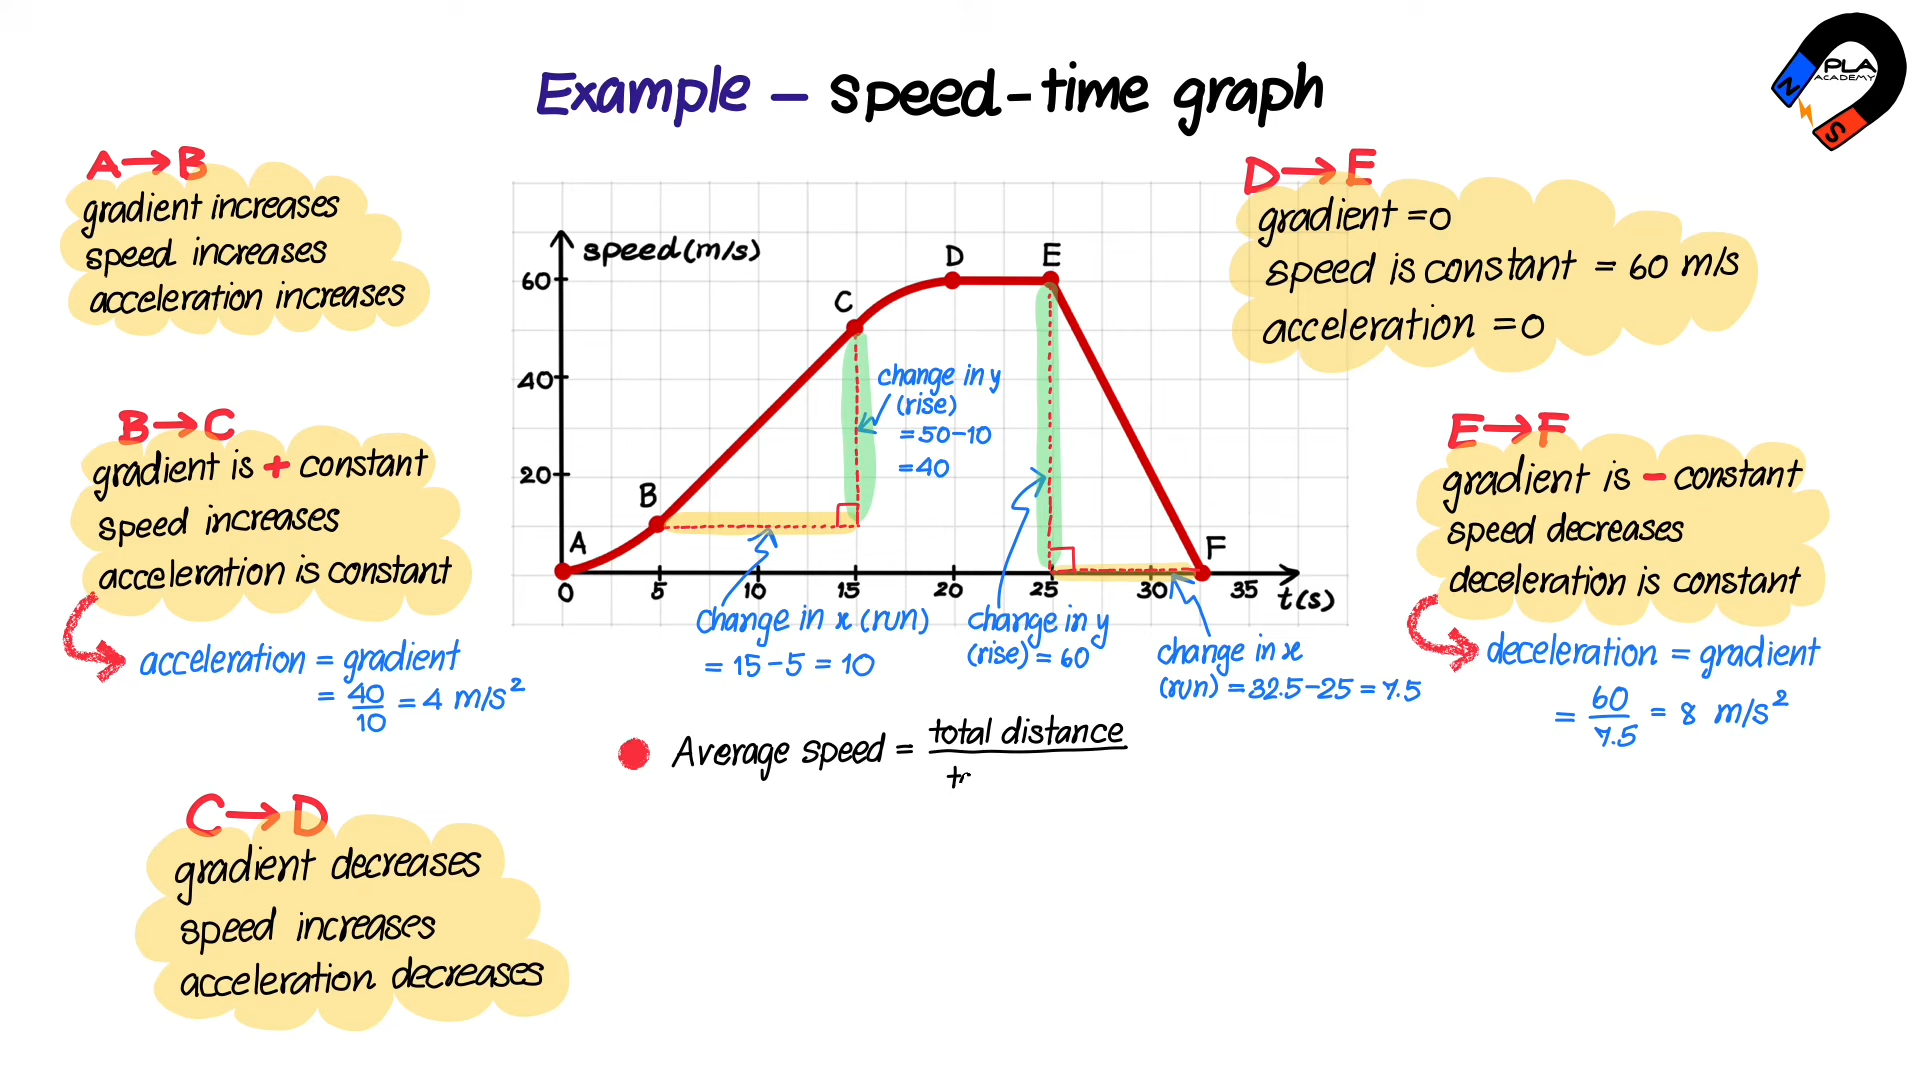 Example – speed-time graph
PLA
ACADEMY
N
S
A→B
gradient increases
speed increases
acceleration increases
B→C
gradient is + constant
speed increases
acceleration is constant
acceleration = gradient
= 40/10 = 4 m/s²
C→D
gradient decreases
speed increases
acceleration decreases
speed(m/s)
60
40
20
A
B
C
D
E
F
0 5 10 15 20 25 30 35 t(s)
change in y
(rise)
=50-10
=40
change in x (run)
= 15-5 = 10
change in y
(rise) = 60
change in x
(run) =32.5-25 = 7.5
Average speed = total distance
tr
D→E
gradient =0
speed is constant = 60 m/s
acceleration =0
E→F
gradient is - constant
speed decreases
deceleration is constant
deceleration = gradient
= 60/7.5 = 8 m/s²